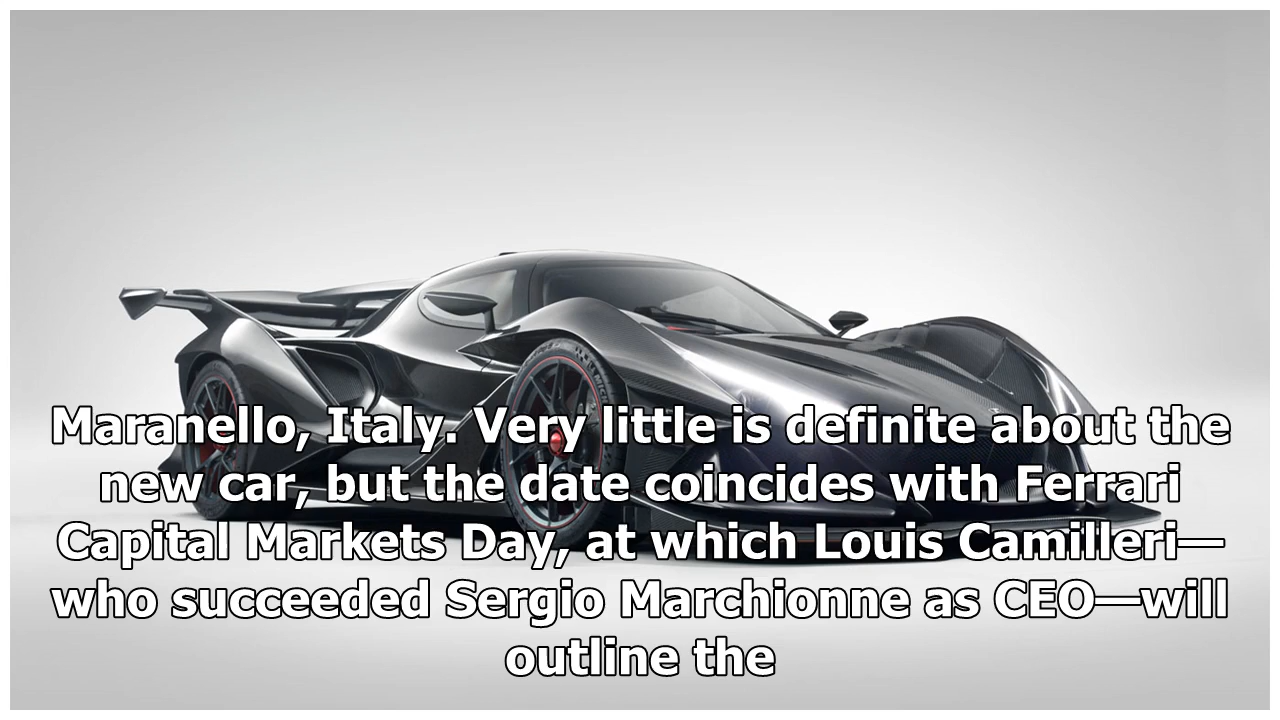 Maranello, Italy. Very little is definite about the
new car, but the date coincides with Ferrari
Capital Markets Day, at which Louis Camilleri—
who succeeded Sergio Marchionne as CEO—will
outline the